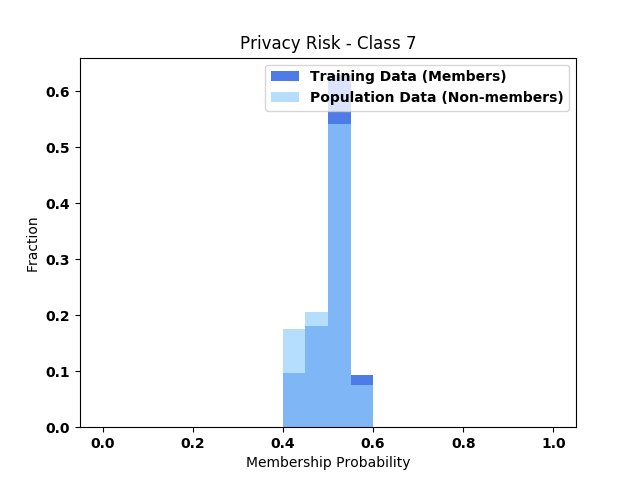 Privacy Risk - Class 7
Training Data (Members)
Population Data (Non-members)
Fraction
0.6
0.5
0.4
0.3
0.2
0.1
0.0
0.0 0.2 0.4 0.6 0.8 1.0
Membership Probability